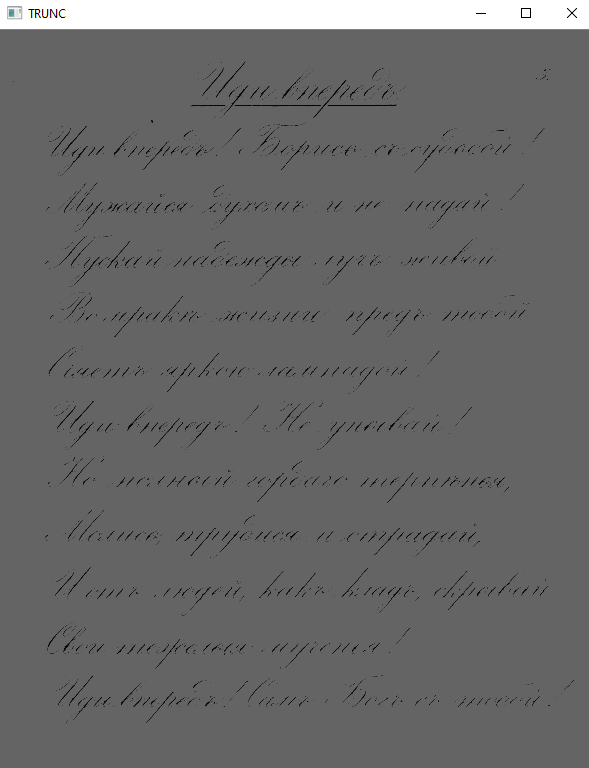 TRUNC
Иди впередъ
3.
Иди впередъ! Борись съ судьбой!
Мужайся духомъ и не падай!
Пускай надежды лучъ живой
Во мракѣ жизни предъ тобой
Сіяетъ яркою лампадой!
Иди впередъ! Не унывай!
Но полный гордаго терпѣнья,
Молись, трудися и страдай,
И отъ людей, какъ кладъ, скрывай
Свои тяжелыя мученья!
Иди впередъ! Самъ Богъ съ тобой!